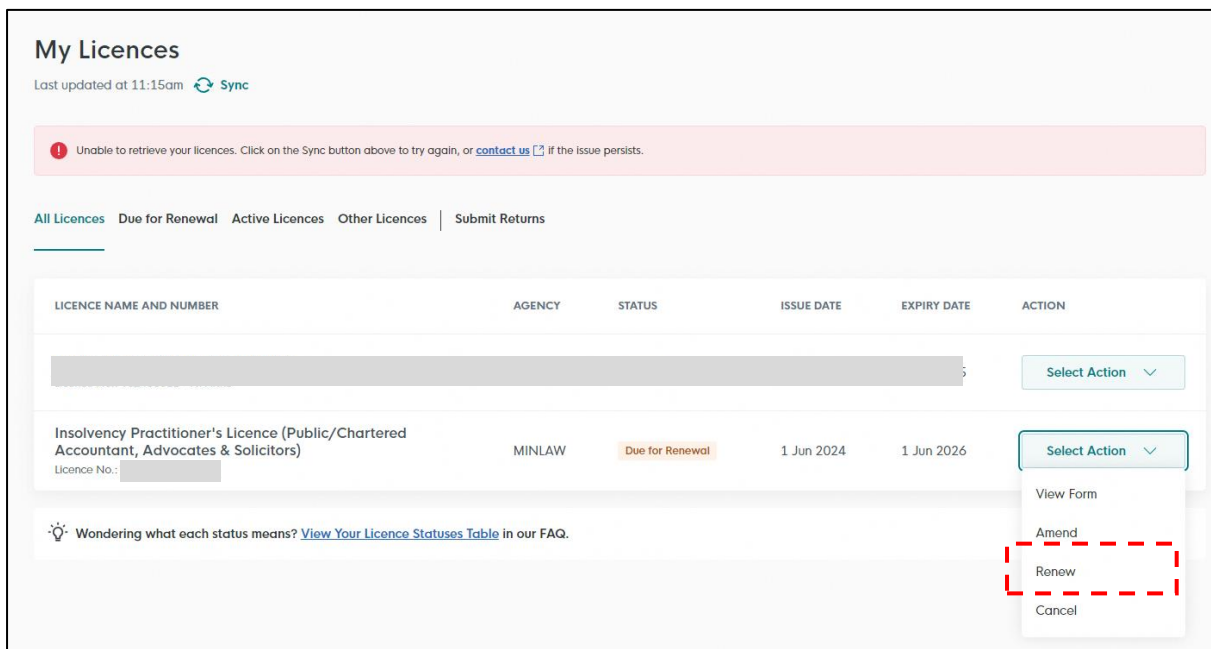 My Licences
Last updated at 11:15am Sync
Unable to retrieve your licences. Click on the Sync button above to try again, or contact us if the issue persists.
All Licences Due for Renewal Active Licences Other Licences Submit Returns
LICENCE NAME AND NUMBER AGENCY STATUS ISSUE DATE EXPIRY DATE ACTION
Select Action
Insolvency Practitioner's Licence (Public/Chartered
Accountant, Advocates & Solicitors) MINLAW Due for Renewal 1 Jun 2024 1 Jun 2026 Select Action
Licence No.:
View Form
Wondering what each status means? View Your Licence Statuses Table in our FAQ.
Amend
Renew
Cancel